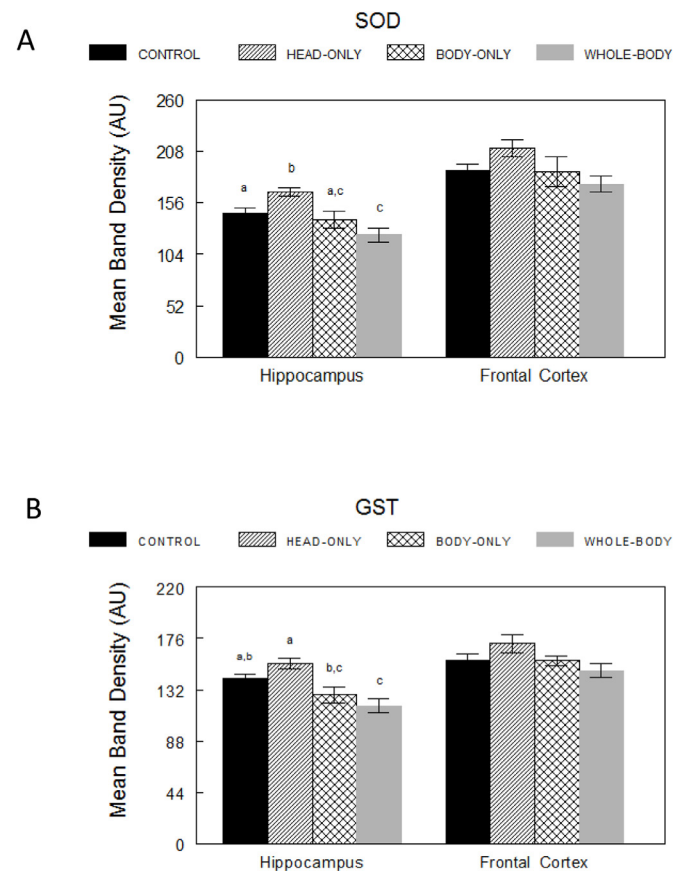 A
SOD
CONTROL HEAD-ONLY BODY-ONLY WHOLE-BODY
Mean Band Density (AU)
260
208
156
104
52
0
a b a,c c
Hippocampus Frontal Cortex
B
GST
CONTROL HEAD-ONLY BODY-ONLY WHOLE-BODY
Mean Band Density (AU)
220
176
132
88
44
0
a,b a b,c c
Hippocampus Frontal Cortex